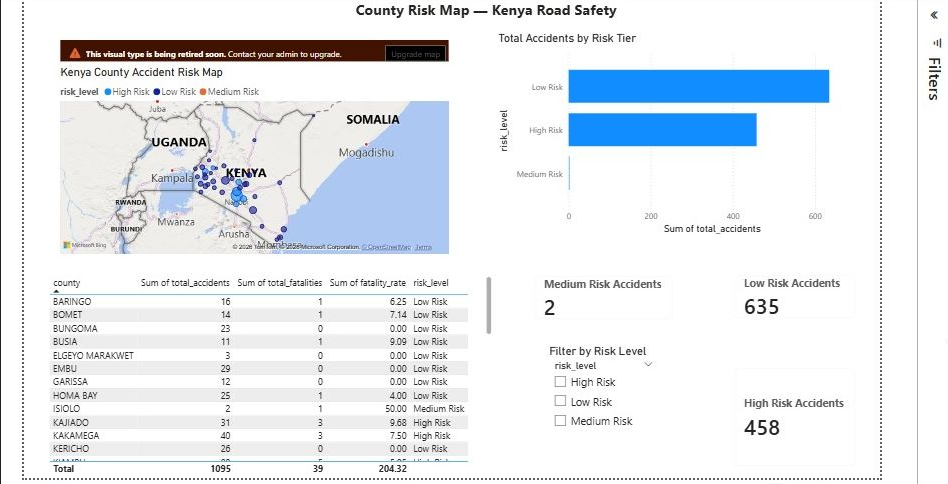 County Risk Map — Kenya Road Safety
This visual type is being retired soon. Contact your admin to upgrade. Upgrade map
Kenya County Accident Risk Map
risk_level High Risk Low Risk Medium Risk
Juba
SOMALIA
UGANDA
Mogadishu
Kampala
KENYA
RWANDA
BURUNDI
Mwanza
Arusha
Mombasa
Microsoft Bing
Microsoft Corporation, © OpenStreetMap Terms
Total Accidents by Risk Tier
risk_level
Low Risk
High Risk
Medium Risk
0 200 400 600
Sum of total_accidents
county Sum of total_accidents Sum of total_fatalities Sum of fatality_rate risk_level
BARINGO 16 1 6.25 Low Risk
BOMET 14 1 7.14 Low Risk
BUNGOMA 23 0 0.00 Low Risk
BUSIA 11 1 9.09 Low Risk
ELGEYO MARAKWET 3 0 0.00 Low Risk
EMBU 29 0 0.00 Low Risk
GARISSA 12 0 0.00 Low Risk
HOMA BAY 25 1 4.00 Low Risk
ISIOLO 2 1 50.00 Medium Risk
KAJIADO 31 3 9.68 High Risk
KAKAMEGA 40 3 7.50 High Risk
KERICHO 26 0 0.00 Low Risk
Total 1095 39 204.32
Medium Risk Accidents
2
Low Risk Accidents
635
Filter by Risk Level
risk_level
High Risk
Low Risk
Medium Risk
High Risk Accidents
458
Filters